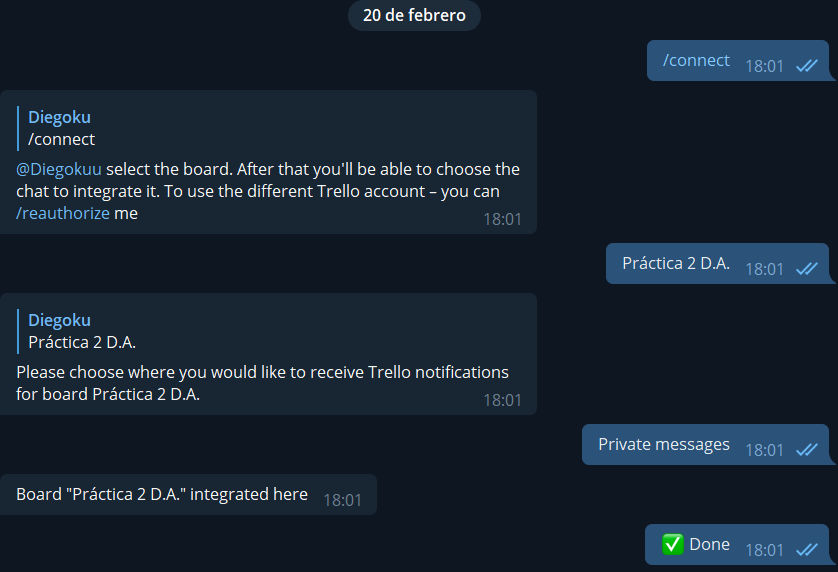 20 de febrero
/connect 18:01
Diegoku
/connect
@Diegokuu select the board. After that you'll be able to choose the
chat to integrate it. To use the different Trello account – you can
/reauthorize me
18:01
Práctica 2 D.A. 18:01
Diegoku
Práctica 2 D.A.
Please choose where you would like to receive Trello notifications
for board Práctica 2 D.A.
18:01
Private messages 18:01
Board "Práctica 2 D.A." integrated here 18:01
✅ Done 18:01